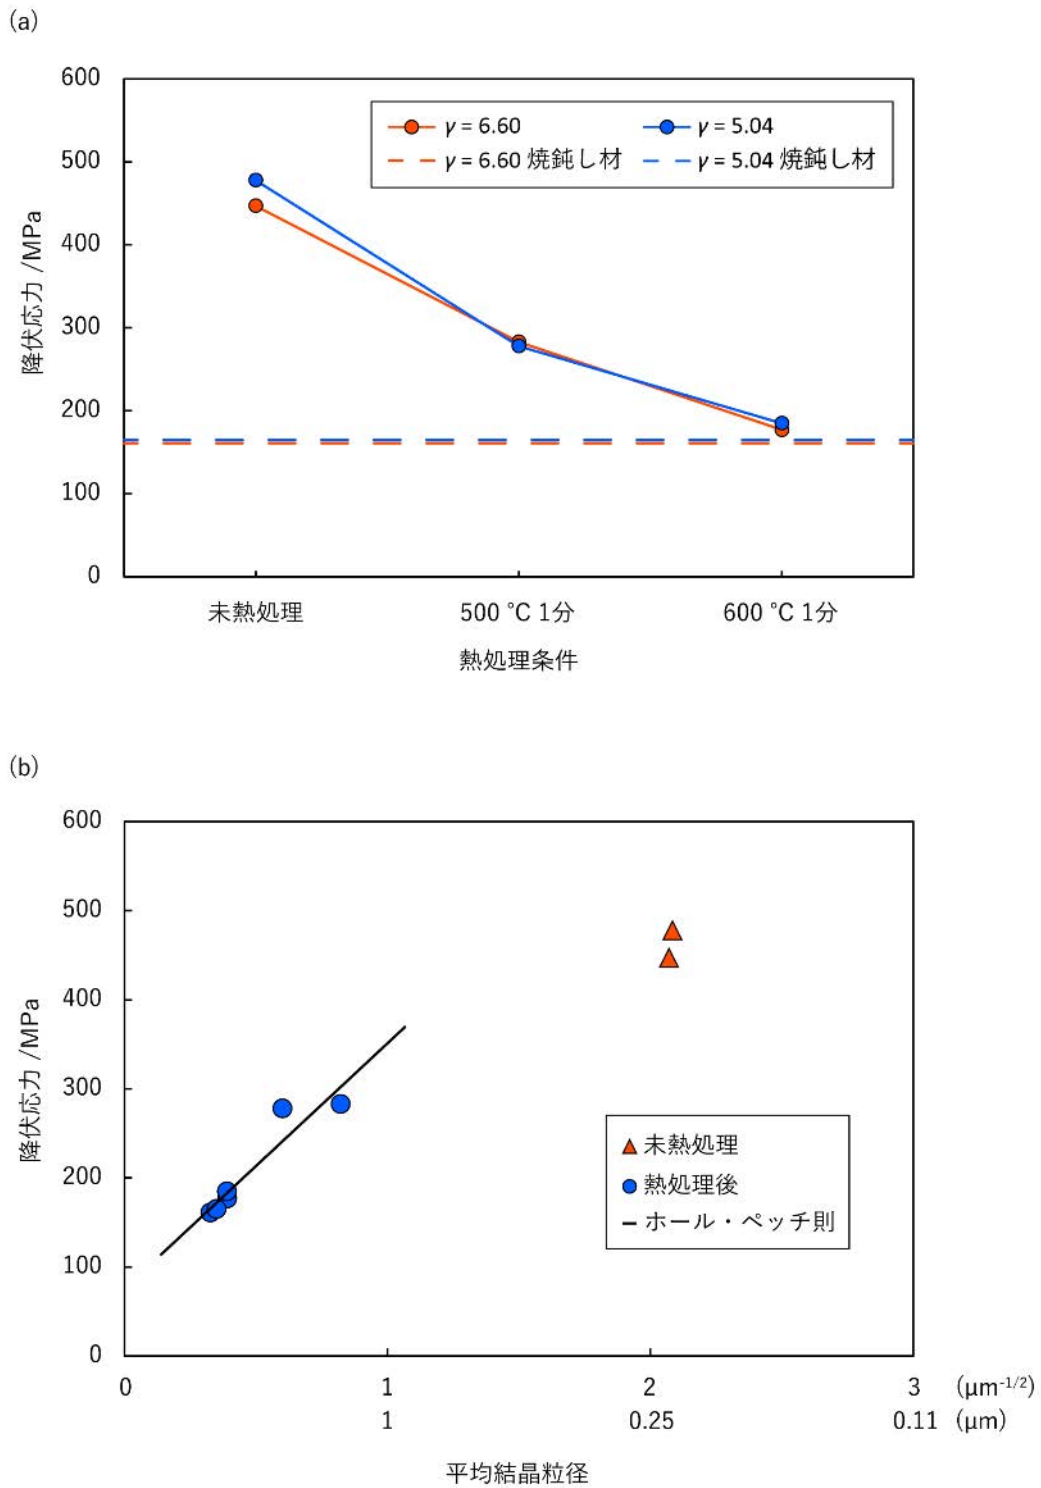 (a)
600
500
400
300
200
100
0
降伏応力 /MPa
γ = 6.60
γ = 5.04
γ = 6.60 焼鈍し材
γ = 5.04 焼鈍し材
未熱処理
500 °C 1分
600 °C 1分
熱処理条件
(b)
600
500
400
300
200
100
0
降伏応力 /MPa
未熱処理
熱処理後
ホール・ペッチ則
0 1 2 3 (μm-1/2)
1 0.25 0.11 (μm)
平均結晶粒径